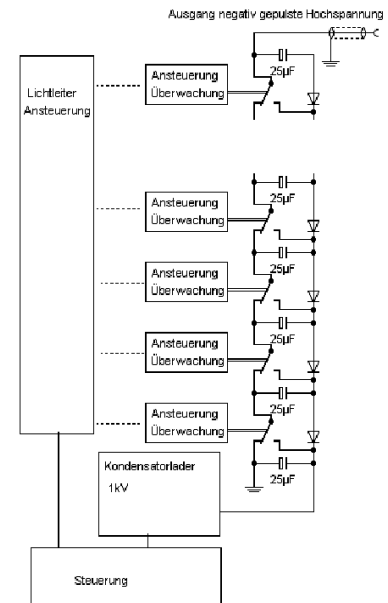 Ausgang negativ gepulste Hochspannung
Lichtleiter
Ansteuerung
Ansteuerung
Überwachung
25µF
Ansteuerung
Überwachung
25µF
Ansteuerung
Überwachung
25µF
Ansteuerung
Überwachung
25µF
Ansteuerung
Überwachung
25µF
25µF
Kondensatorlader
1kV
Steuerung